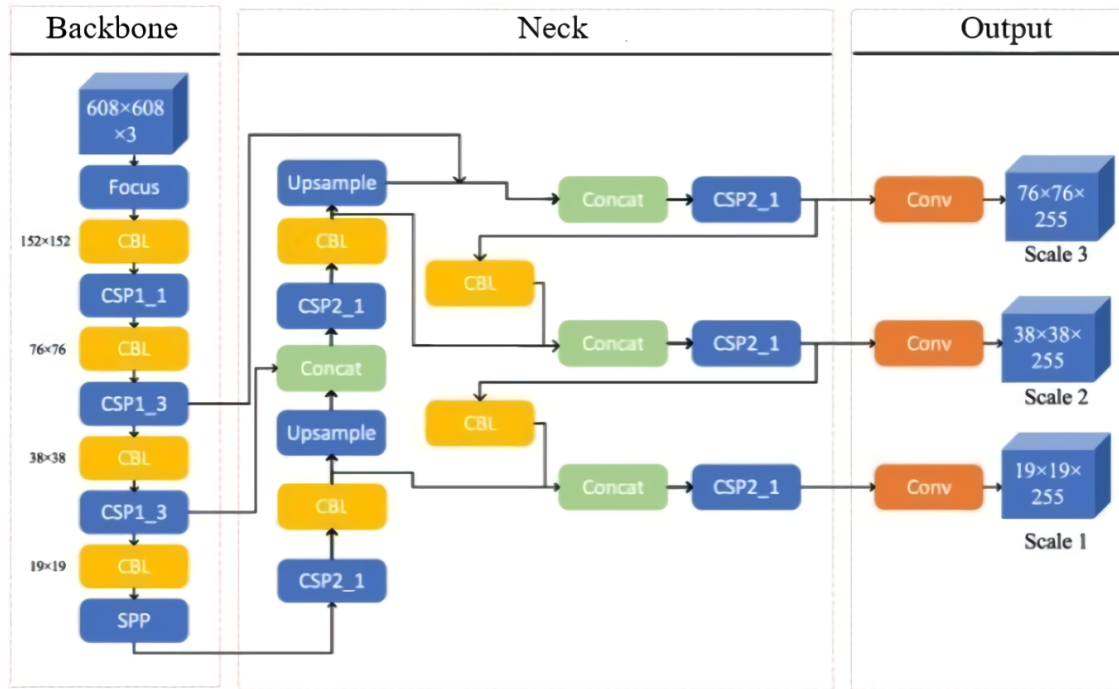 Backbone
608×608
×3
Focus
152×152
CBL
CSP1_1
76×76
CBL
CSP1_3
38×38
CBL
CSP1_3
19×19
CBL
SPP
Neck
Upsample
CBL
CSP2_1
Concat
Upsample
CBL
CSP2_1
Concat
CSP2_1
CBL
Concat
CSP2_1
CBL
Concat
CSP2_1
Output
Conv
76×76×
255
Scale 3
Conv
38×38×
255
Scale 2
Conv
19×19×
255
Scale 1